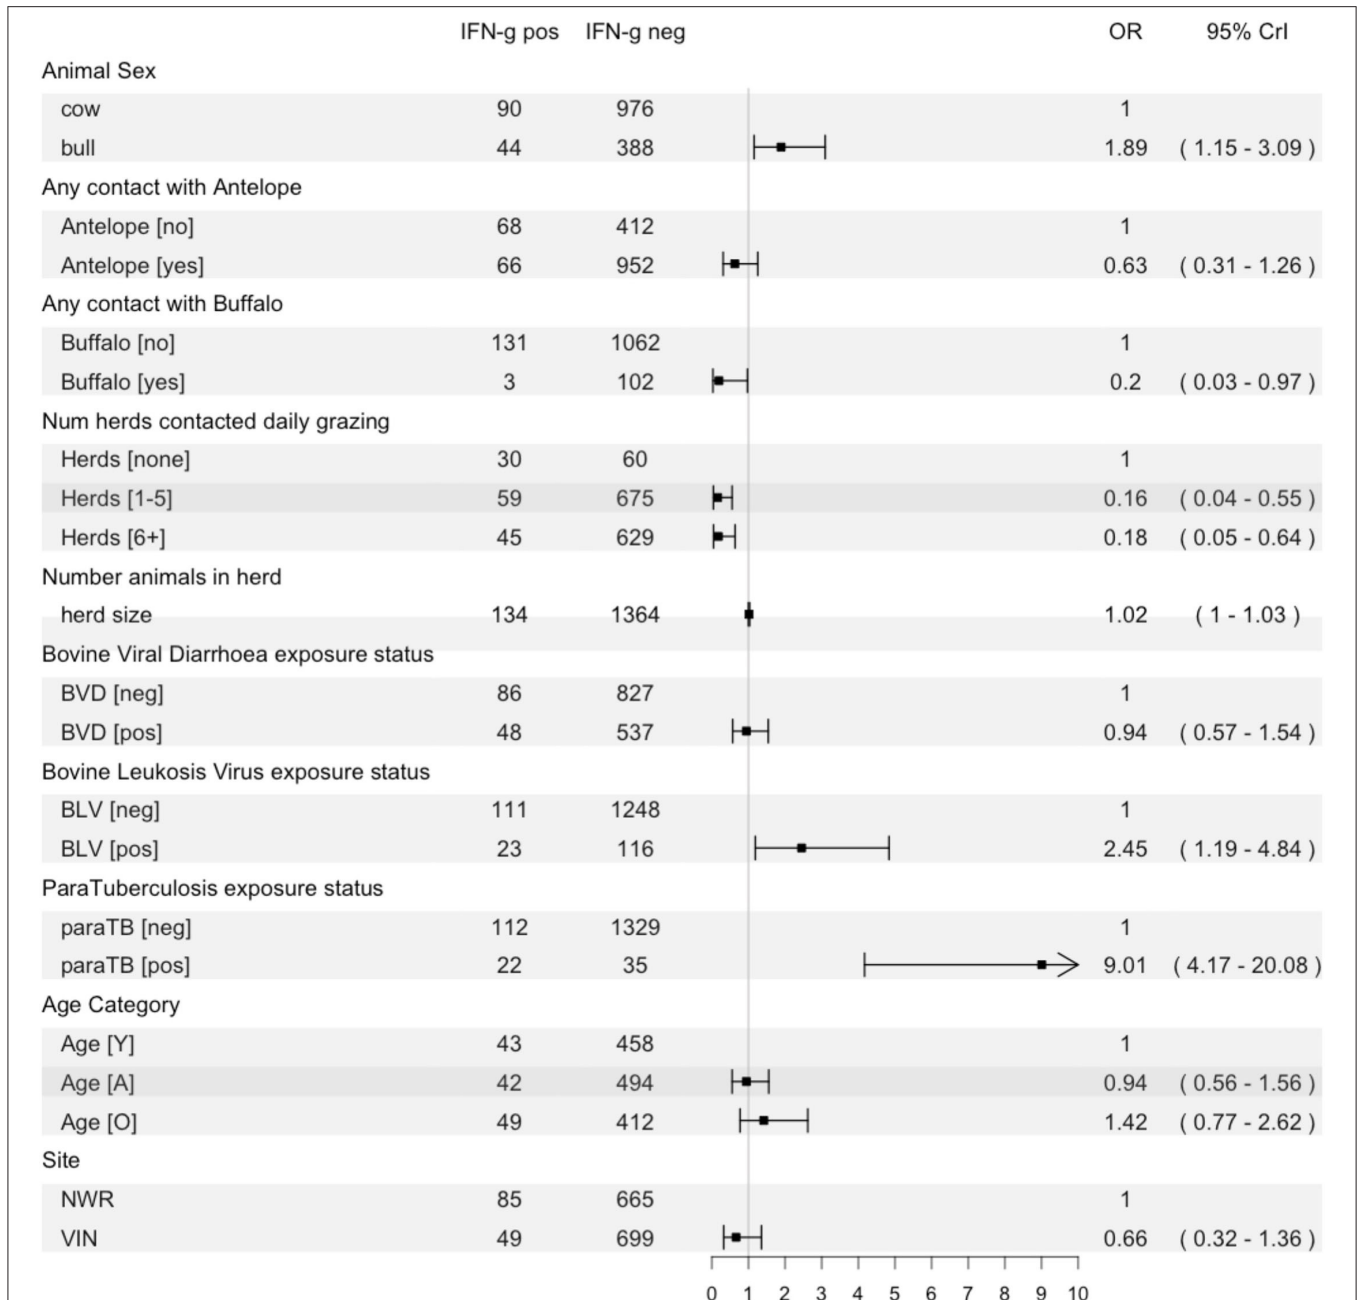 IFN-g pos IFN-g neg OR 95% CrI
Animal Sex
cow 90 976 1
bull 44 388 1.89 ( 1.15 - 3.09 )
Any contact with Antelope
Antelope [no] 68 412 1
Antelope [yes] 66 952 0.63 ( 0.31 - 1.26 )
Any contact with Buffalo
Buffalo [no] 131 1062 1
Buffalo [yes] 3 102 0.2 ( 0.03 - 0.97 )
Num herds contacted daily grazing
Herds [none] 30 60 1
Herds [1-5] 59 675 0.16 ( 0.04 - 0.55 )
Herds [6+] 45 629 0.18 ( 0.05 - 0.64 )
Number animals in herd
herd size 134 1364 1.02 ( 1 - 1.03 )
Bovine Viral Diarrhoea exposure status
BVD [neg] 86 827 1
BVD [pos] 48 537 0.94 ( 0.57 - 1.54 )
Bovine Leukosis Virus exposure status
BLV [neg] 111 1248 1
BLV [pos] 23 116 2.45 ( 1.19 - 4.84 )
ParaTuberculosis exposure status
paraTB [neg] 112 1329 1
paraTB [pos] 22 35 9.01 ( 4.17 - 20.08 )
Age Category
Age [Y] 43 458 1
Age [A] 42 494 0.94 ( 0.56 - 1.56 )
Age [O] 49 412 1.42 ( 0.77 - 2.62 )
Site
NWR 85 665 1
VIN 49 699 0.66 ( 0.32 - 1.36 )
0 1 2 3 4 5 6 7 8 9 10